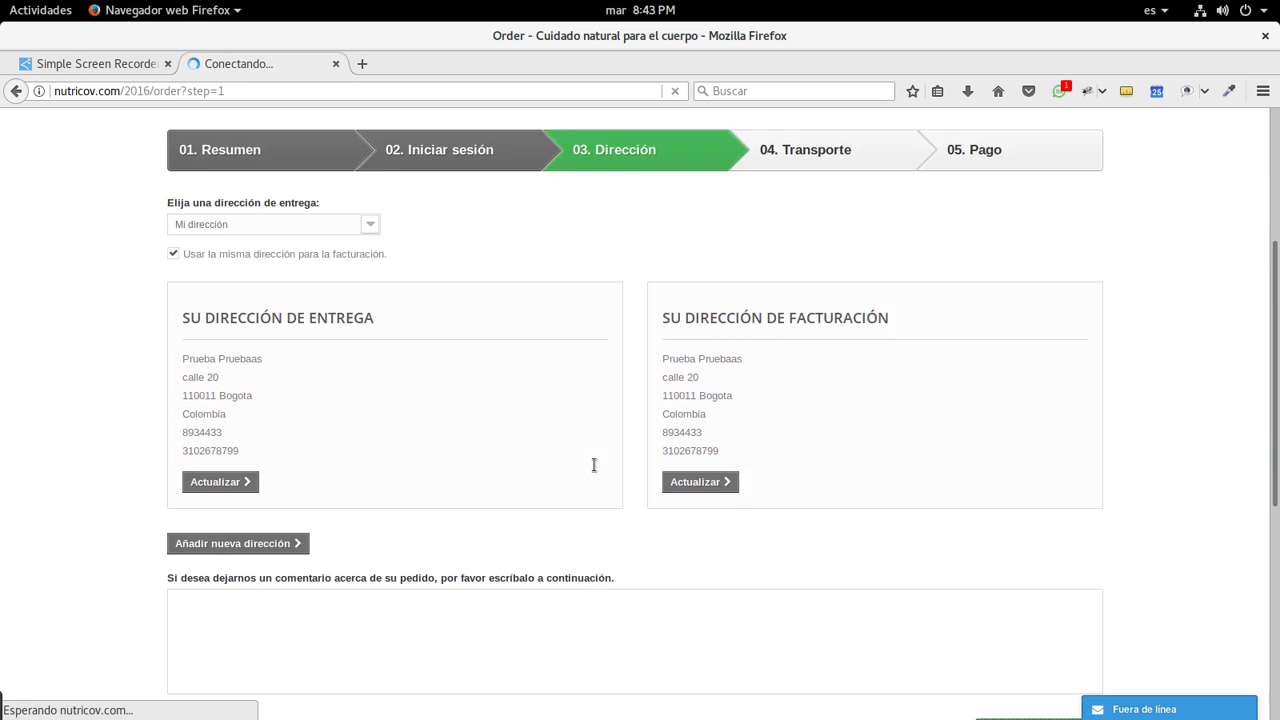 Actividades Navegador web Firefox mar 8:43 PM es
Order - Cuidado natural para el cuerpo - Mozilla Firefox
Simple Screen Recorde Conectando...
nutricov.com/2016/order?step=1 Buscar 1 25
01. Resumen 02. Iniciar sesión 03. Dirección 04. Transporte 05. Pago
Elija una dirección de entrega:
Mi dirección
Usar la misma dirección para la facturación.
SU DIRECCIÓN DE ENTREGA
Prueba Pruebaas
calle 20
110011 Bogota
Colombia
8934433
3102678799
Actualizar
SU DIRECCIÓN DE FACTURACIÓN
Prueba Pruebaas
calle 20
110011 Bogota
Colombia
8934433
3102678799
Actualizar
Añadir nueva dirección
Si desea dejarnos un comentario acerca de su pedido, por favor escríbalo a continuación.
Esperando nutricov.com...
Fuera de línea